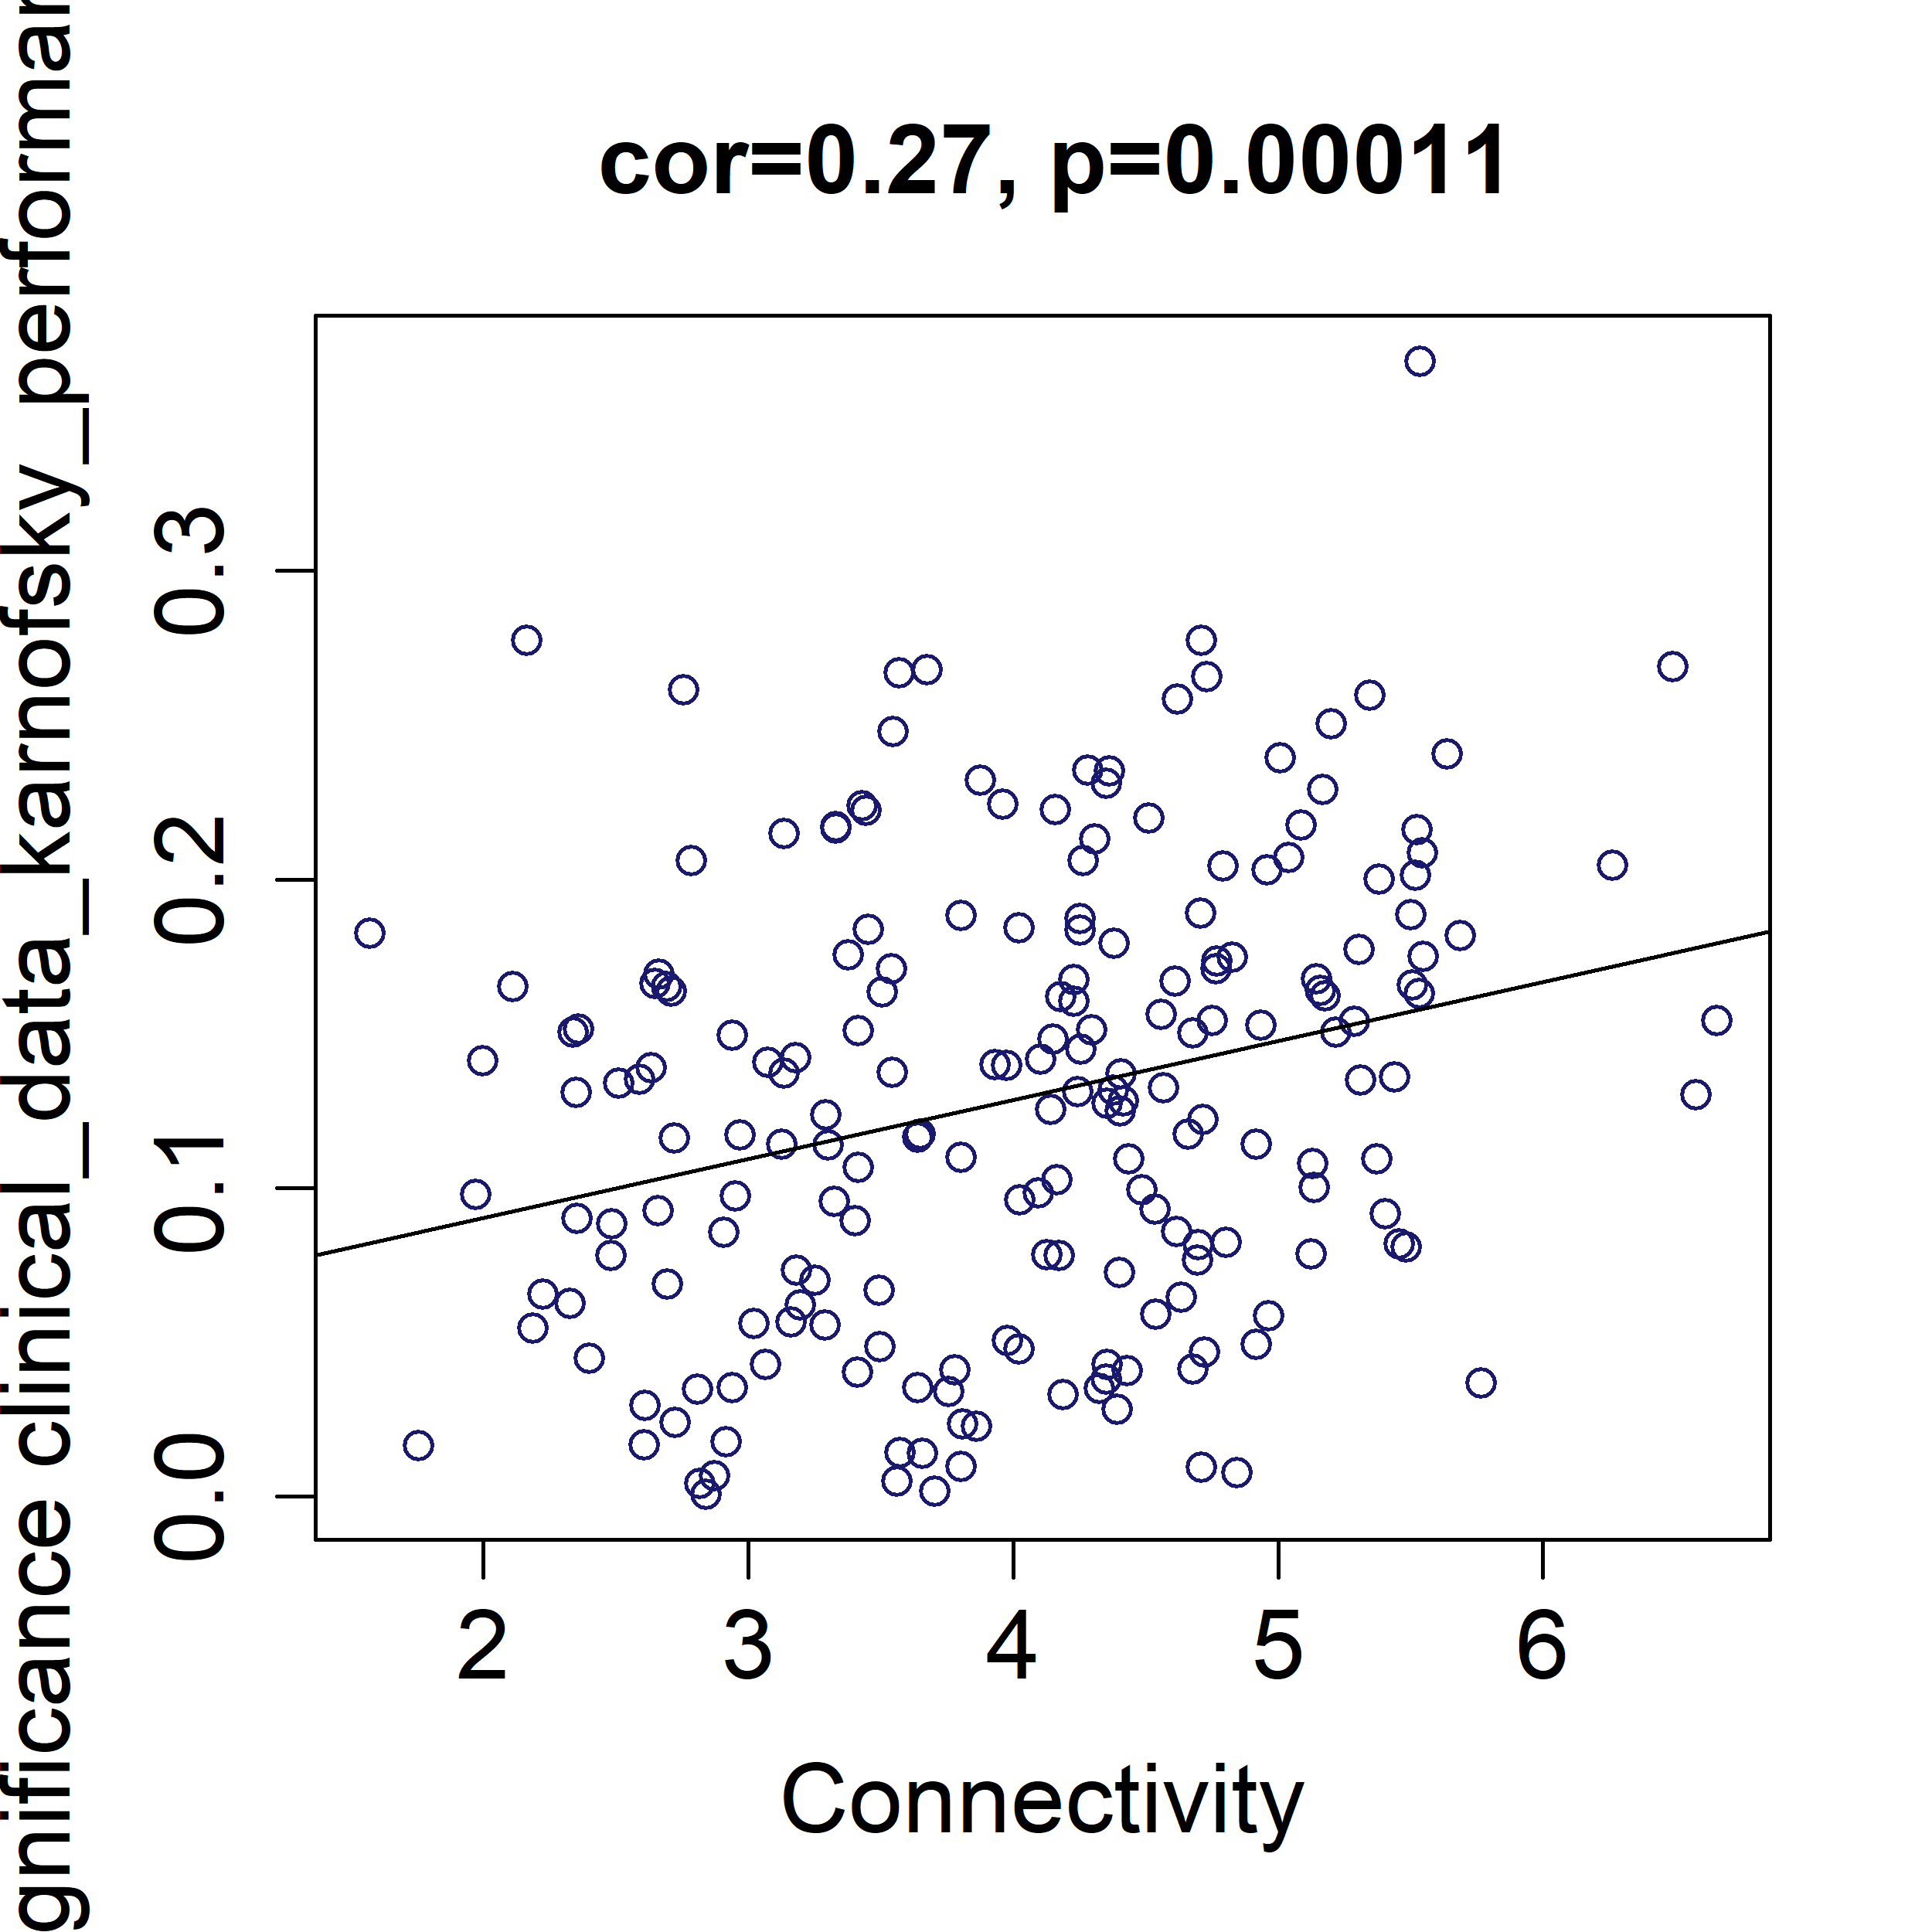 cor=0.27, p=0.00011
gnificance clinical_data_karnofsky_performar
0.3
0.2
0.1
0.0
2 3 4 5 6
Connectivity